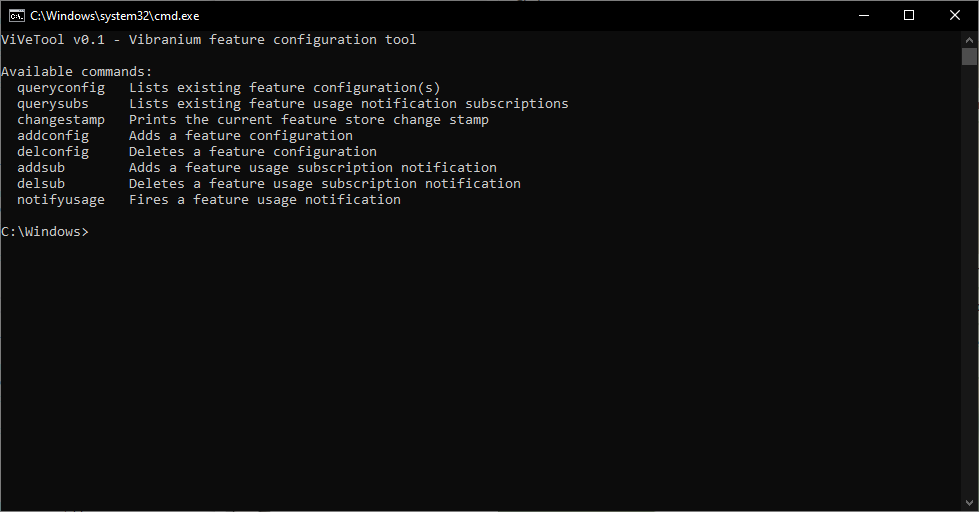 C:\Windows\system32\cmd.exe
ViVeTool v0.1 - Vibranium feature configuration tool
Available commands:
queryconfig   Lists existing feature configuration(s)
querysubs     Lists existing feature usage notification subscriptions
changestamp   Prints the current feature store change stamp
addconfig     Adds a feature configuration
delconfig     Deletes a feature configuration
addsub        Adds a feature usage subscription notification
delsub        Deletes a feature usage subscription notification
notifyusage   Fires a feature usage notification
C:\Windows>